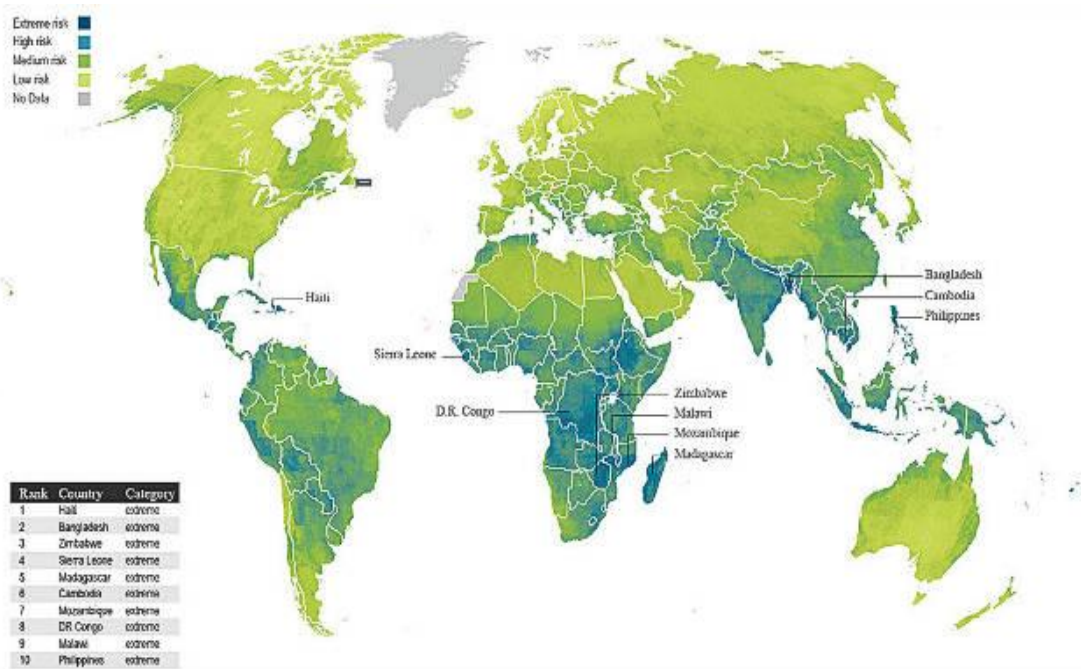 Extreme risk
High risk
Medium risk
Low risk
No Data
Haiti
Bangladesh
Cambodia
Philippines
Sierra Leone
D.R. Congo
Zimbabwe
Malawi
Mozambique
Madagascar
Rank Country Category
1 Haiti extreme
2 Bangladesh extreme
3 Zimbabwe extreme
4 Sierra Leone extreme
5 Madagascar extreme
6 Cambodia extreme
7 Mozambique extreme
8 DR Congo extreme
9 Malawi extreme
10 Philippines extreme